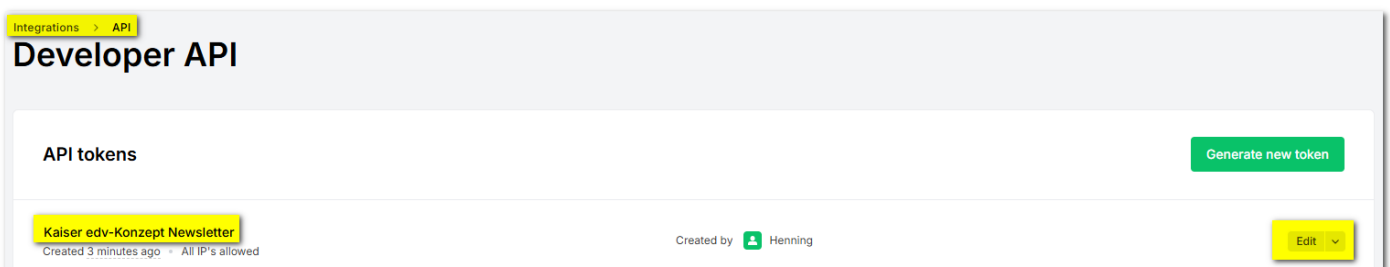 Integrations > API
Developer API
API tokens
Generate new token
Kaiser edv-Konzept Newsletter
Created 3 minutes ago • All IP's allowed
Created by Henning
Edit